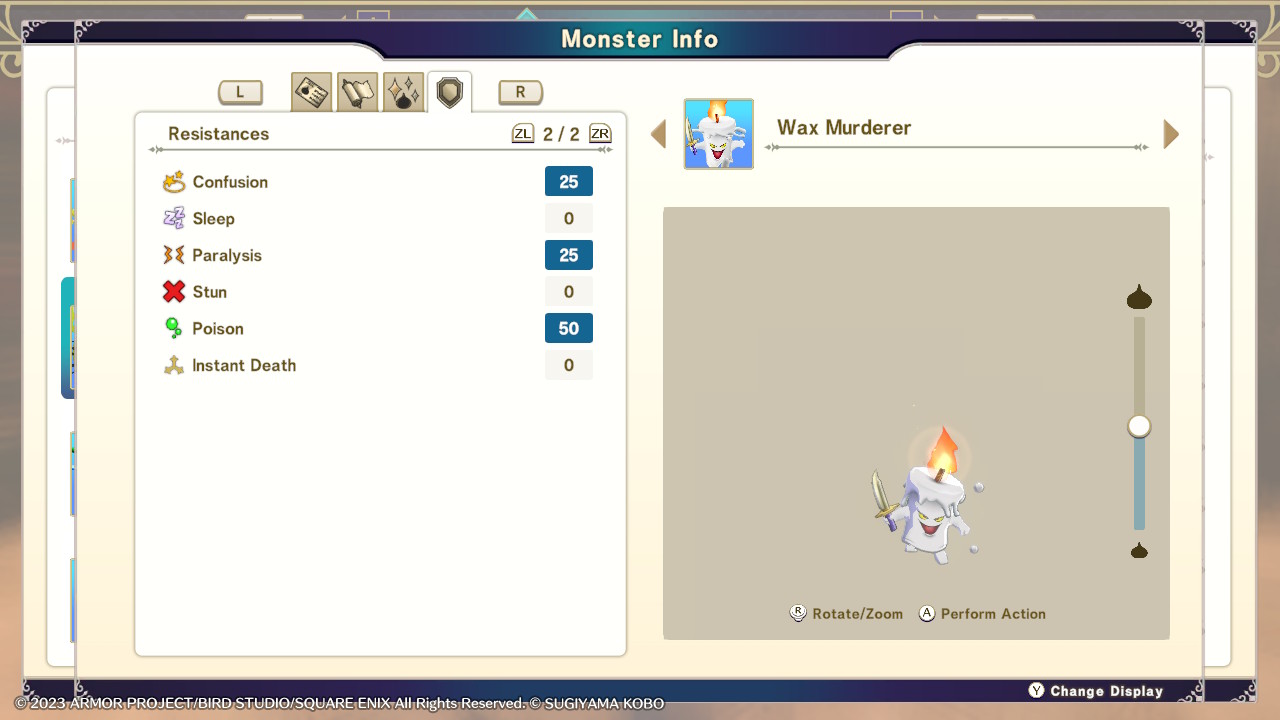 Monster Info
L
R
Resistances
ZL 2 / 2 ZR
Wax Murderer
Confusion 25
Sleep 0
Paralysis 25
Stun 0
Poison 50
Instant Death 0
R Rotate/Zoom A Perform Action
Y Change Display
© 2023 ARMOR PROJECT/BIRD STUDIO/SQUARE ENIX All Rights Reserved. © SUGIYAMA KOBO